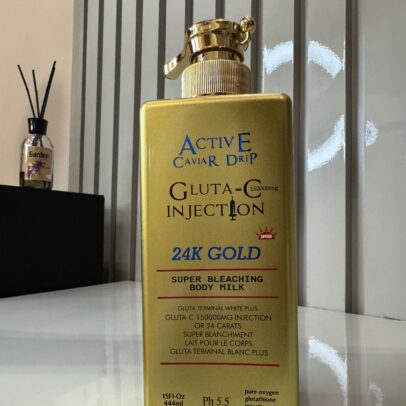 Garden
ACTIVE
CAVIAR DRIP
GLUTA-C 150000mg
INJECTION
SPF50
24K GOLD
SUPER BLEACHING
BODY MILK
GLUTA TERMINAL WHITE PLUS
GLUTA-C 150000MG INJECTION
OR 24 CARATS
SUPER BLANCHIMENT
LAIT POUR LE CORPS
GLUTA TERMINAL BLANC PLUS
15Fl-Oz
444ml
Ph 5.5
pure oxygen
glutathione